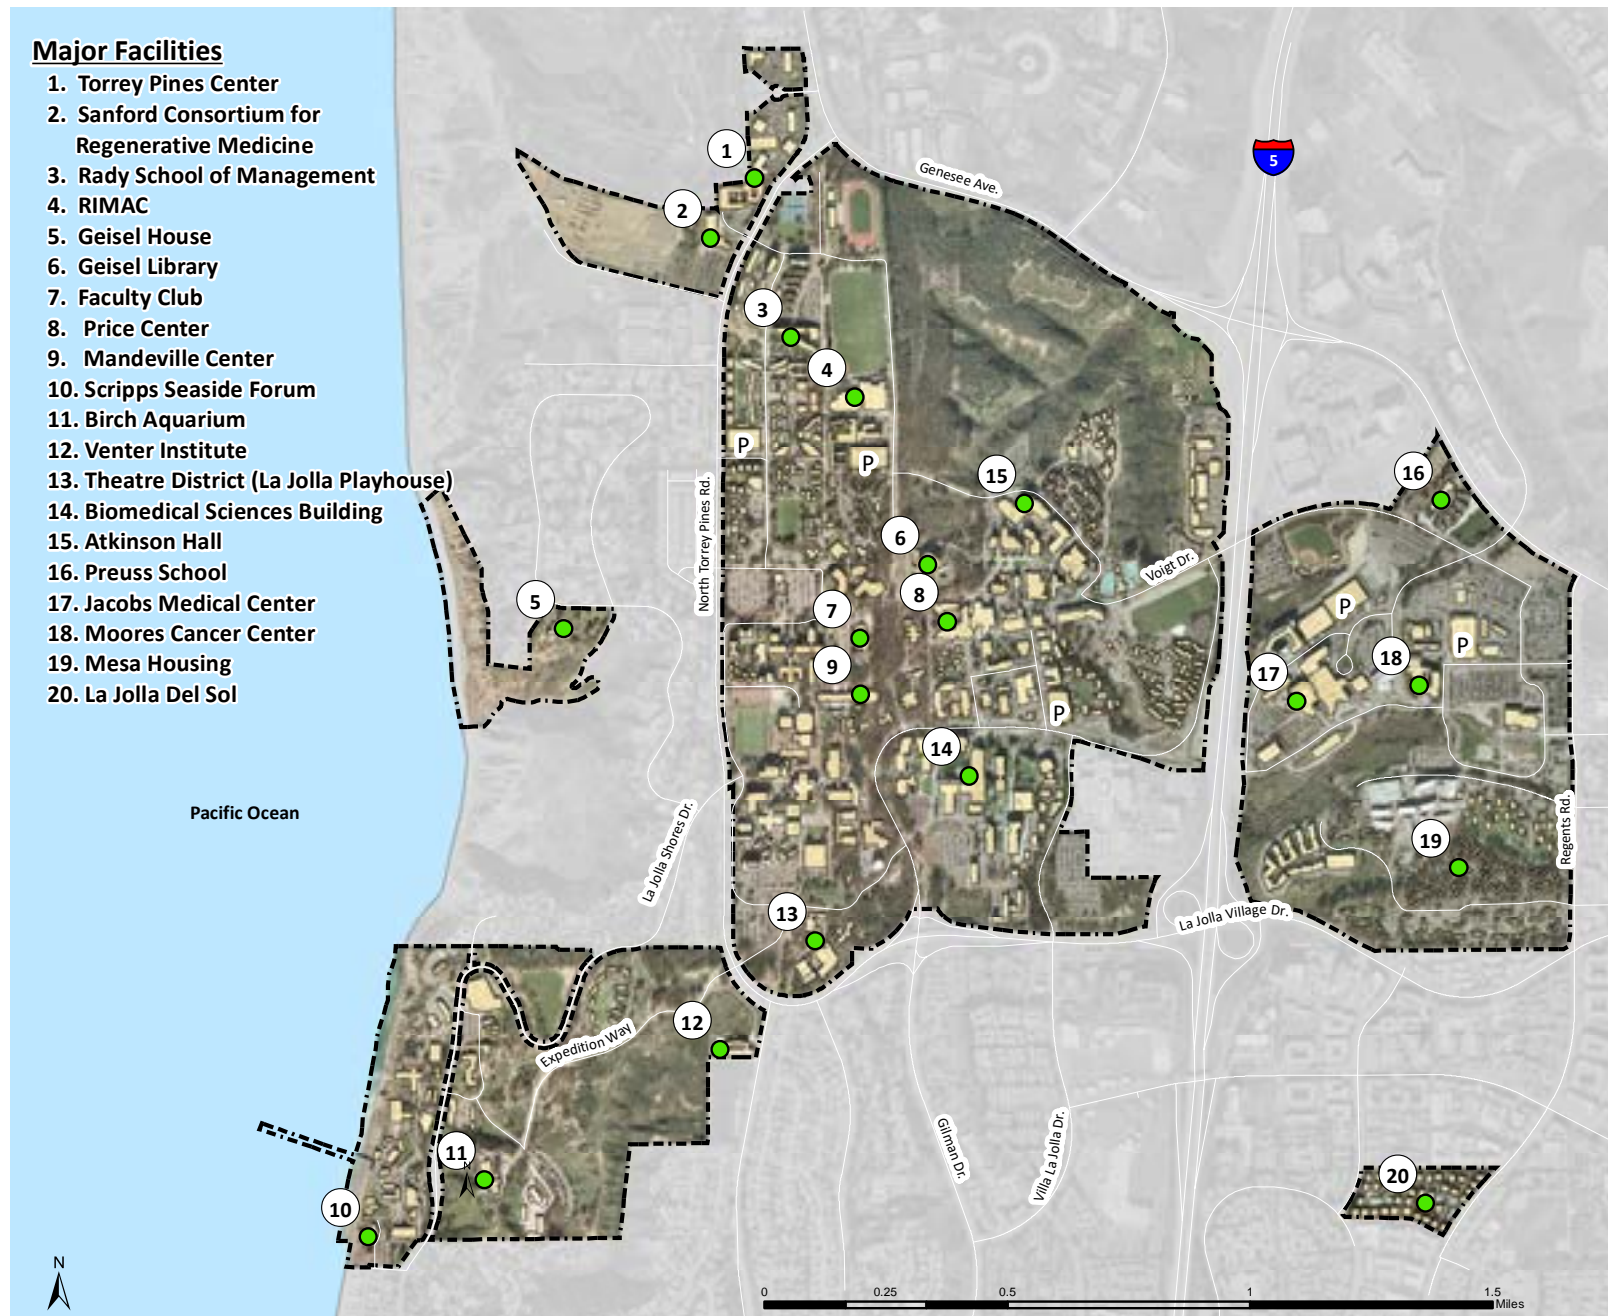 Major Facilities
1. Torrey Pines Center
2. Sanford Consortium for
Regenerative Medicine
3. Rady School of Management
4. RIMAC
5. Geisel House
6. Geisel Library
7. Faculty Club
8. Price Center
9. Mandeville Center
10. Scripps Seaside Forum
11. Birch Aquarium
12. Venter Institute
13. Theatre District (La Jolla Playhouse)
14. Biomedical Sciences Building
15. Atkinson Hall
16. Preuss School
17. Jacobs Medical Center
18. Moores Cancer Center
19. Mesa Housing
20. La Jolla Del Sol
1
Genesee Ave.
5
2
3
4
P
P
15
16
North Torrey Pines Rd.
6
Voigt Dr.
5
8
7
P
P
9
18
17
P
14
Pacific Ocean
La Jolla Shores Dr.
Regents Rd.
19
13
La Jolla Village Dr.
12
Expedition Way
Gilman Dr.
Villa La Jolla Dr.
11
N
20
10
N
0 0.25 0.5 1 1.5
Miles